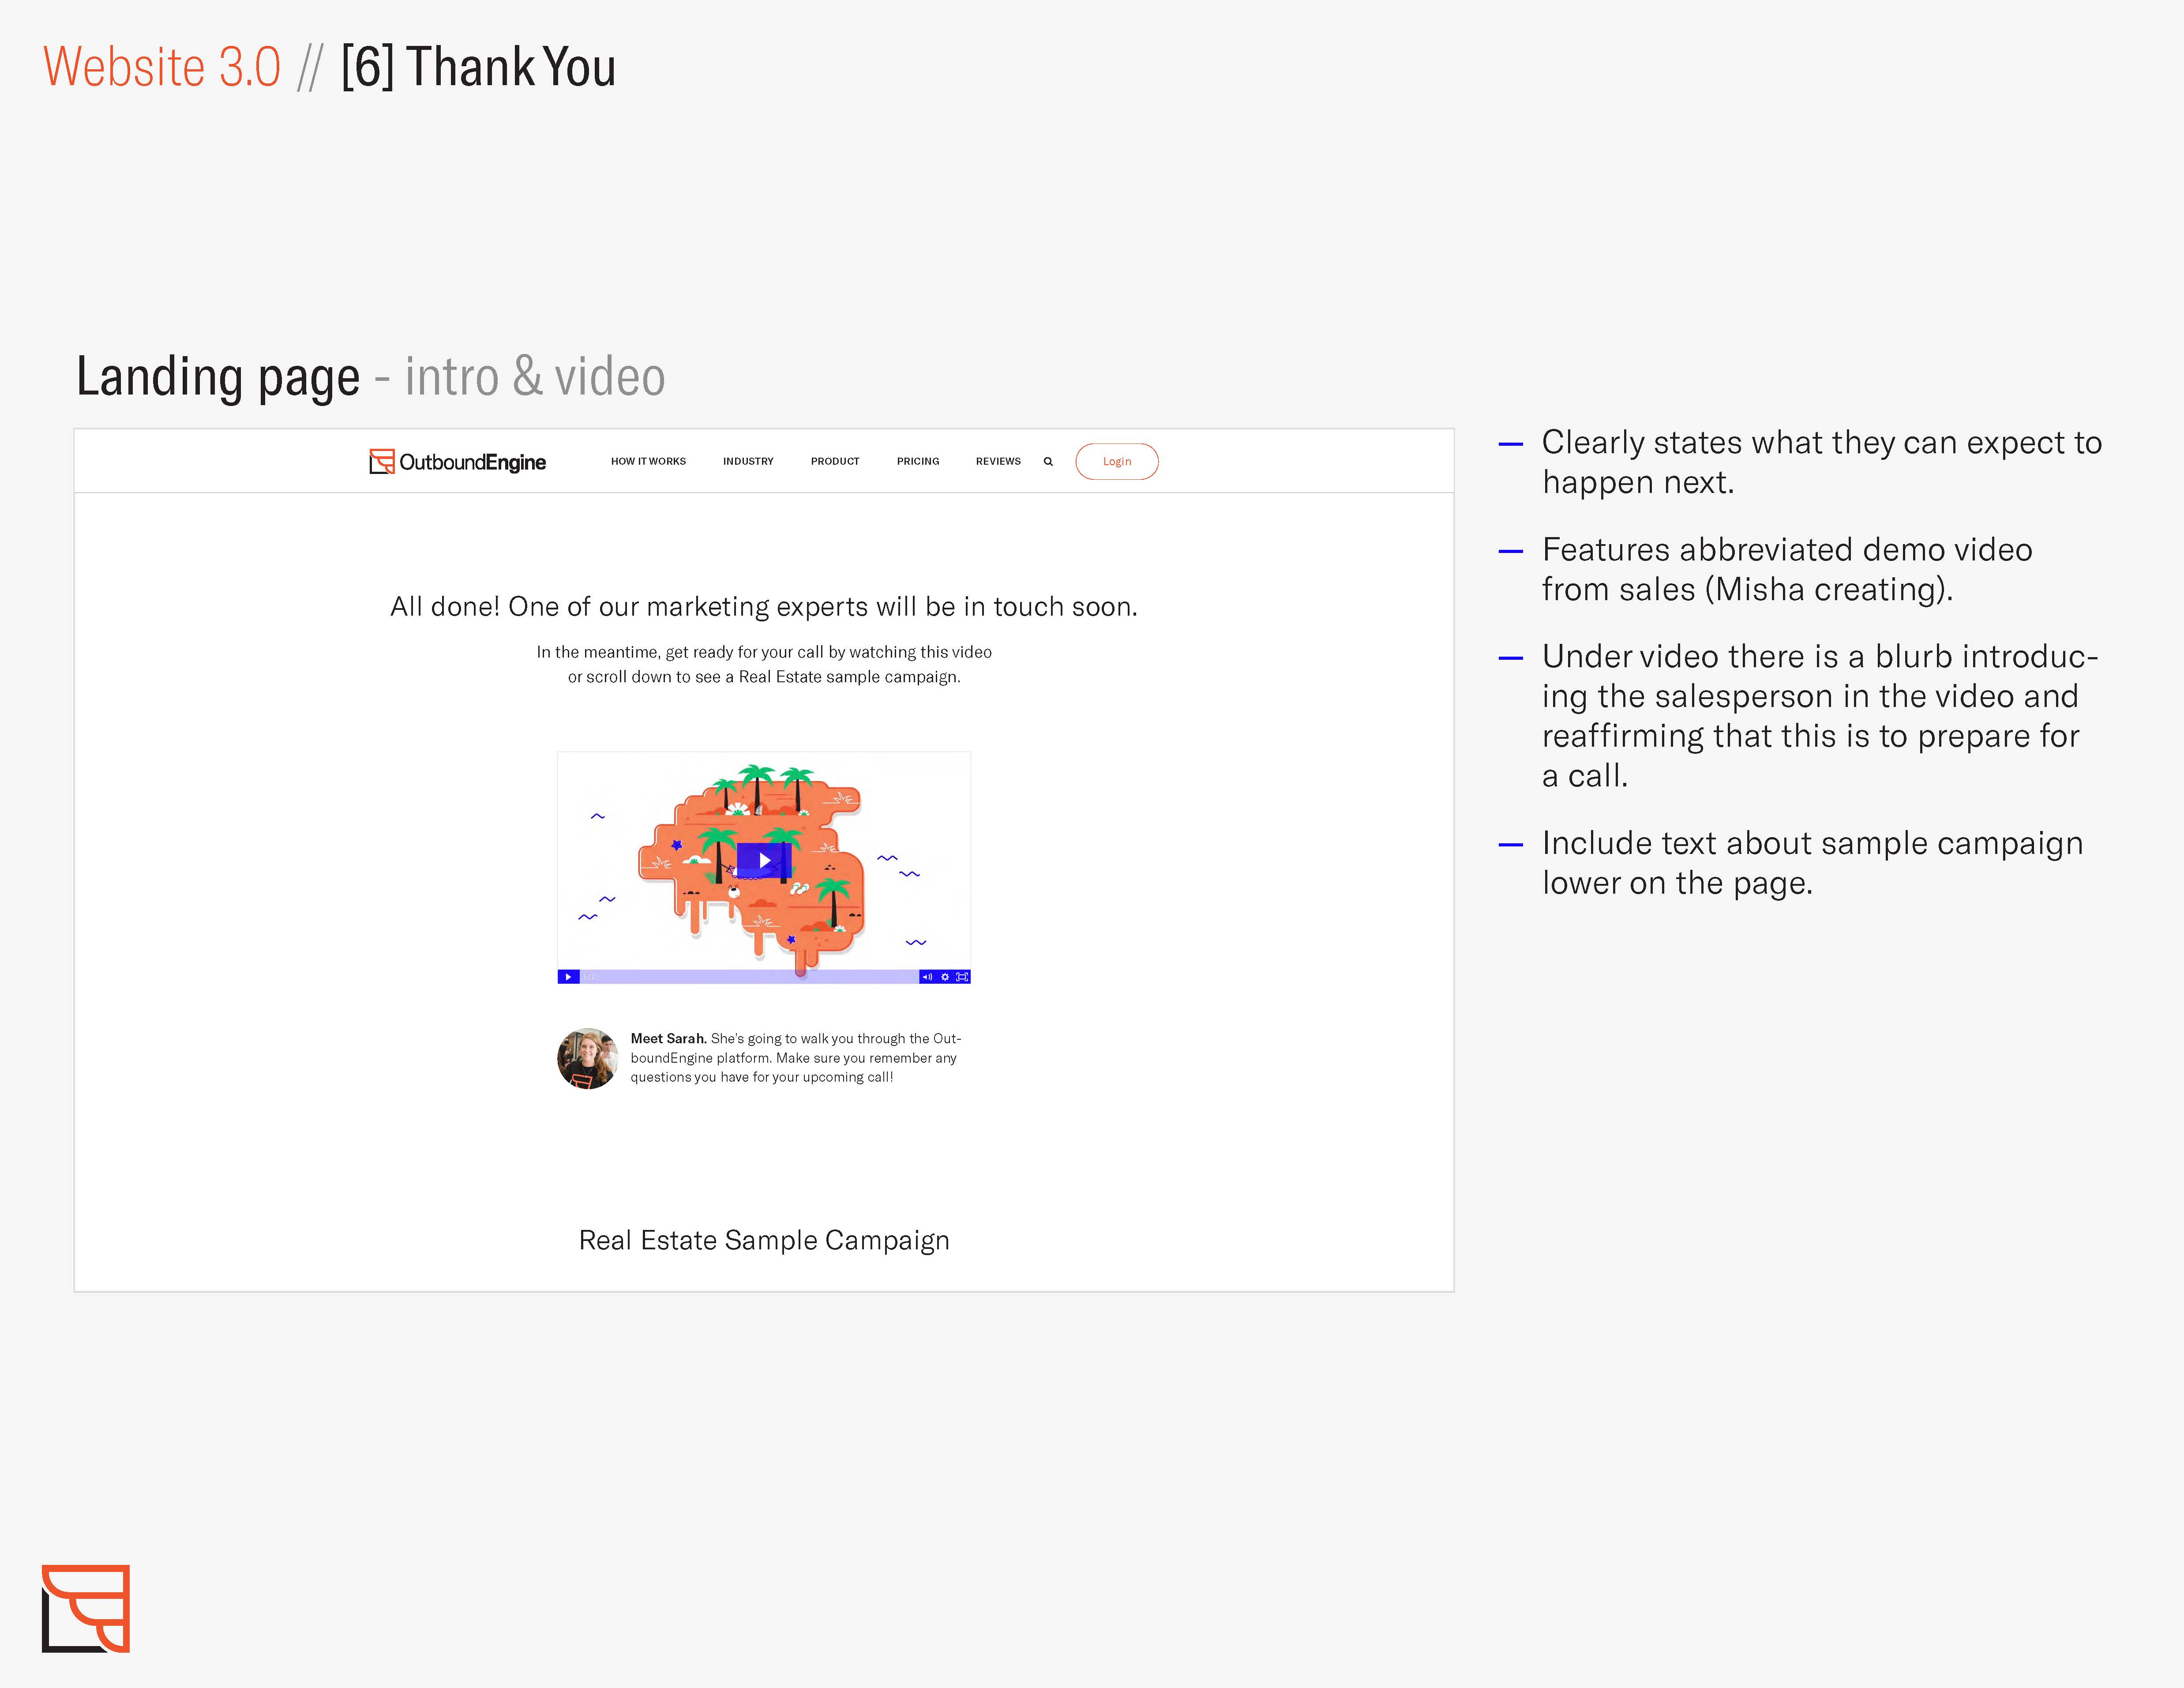 Website 3.0 // [6] Thank You
Landing page - intro & video
OutboundEngine
HOW IT WORKS
INDUSTRY
PRODUCT
PRICING
REVIEWS
Login
All done! One of our marketing experts will be in touch soon.
In the meantime, get ready for your call by watching this video
or scroll down to see a Real Estate sample campaign.
Meet Sarah. She's going to walk you through the Out-
boundEngine platform. Make sure you remember any
questions you have for your upcoming call!
Real Estate Sample Campaign
— Clearly states what they can expect to
happen next.
— Features abbreviated demo video
from sales (Misha creating).
— Under video there is a blurb introduc-
ing the salesperson in the video and
reaffirming that this is to prepare for
a call.
— Include text about sample campaign
lower on the page.